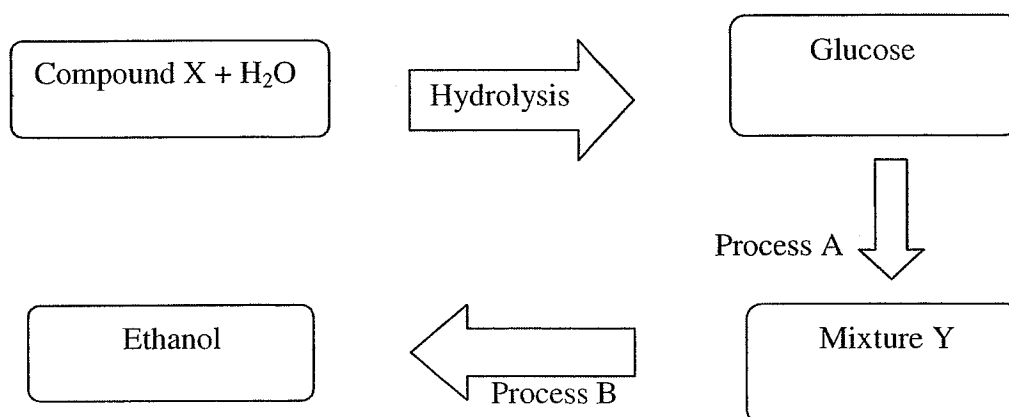 Compound X + H₂O
Hydrolysis
Glucose
Process A
Mixture Y
Process B
Ethanol